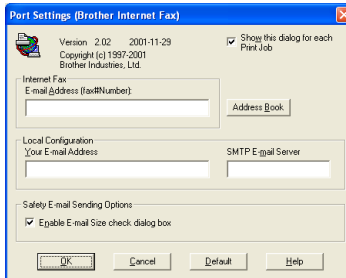 Port Settings (Brother Internet Fax)
Version 2.02 2001-11-29
Copyright (c) 1997-2001
Brother Industries, Ltd.
Show this dialog for each
Print Job
Internet Fax
E-mail Address (fax#Number):
Address Book
Local Configuration
Your E-mail Address
SMTP E-mail Server
Safety E-mail Sending Options
Enable E-mail Size check dialog box
OK
Cancel
Default
Help